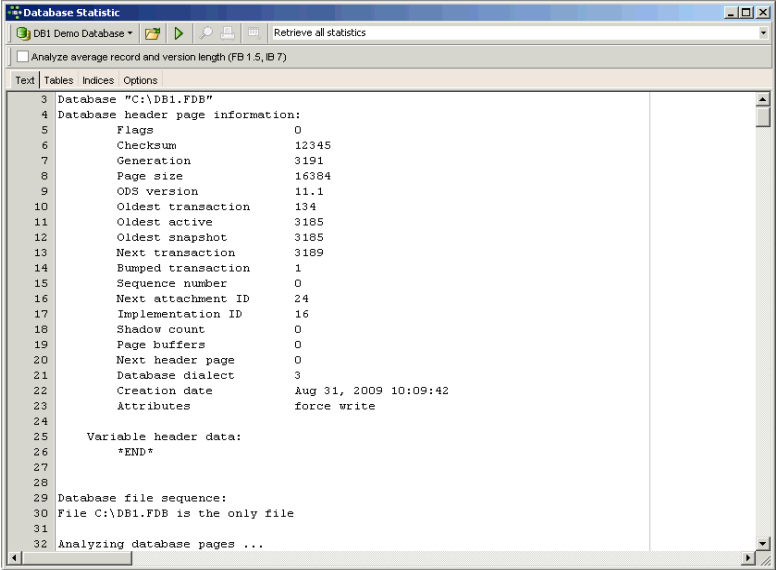 Database Statistic
DB1 Demo Database Retrieve all statistics
Analyze average record and version length (FB 1.5, IB 7)
Text Tables Indices Options
3 Database "C:\DB1.FDB"
4 Database header page information:
5 Flags 0
6 Checksum 12345
7 Generation 3191
8 Page size 16384
9 ODS version 11.1
10 Oldest transaction 134
11 Oldest active 3185
12 Oldest snapshot 3185
13 Next transaction 3189
14 Bumped transaction 1
15 Sequence number 0
16 Next attachment ID 24
17 Implementation ID 16
18 Shadow count 0
19 Page buffers 0
20 Next header page 0
21 Database dialect 3
22 Creation date Aug 31, 2009 10:09:42
23 Attributes force write
24
25 Variable header data:
26 *END*
27
28
29 Database file sequence:
30 File C:\DB1.FDB is the only file
31
32 Analyzing database pages ...